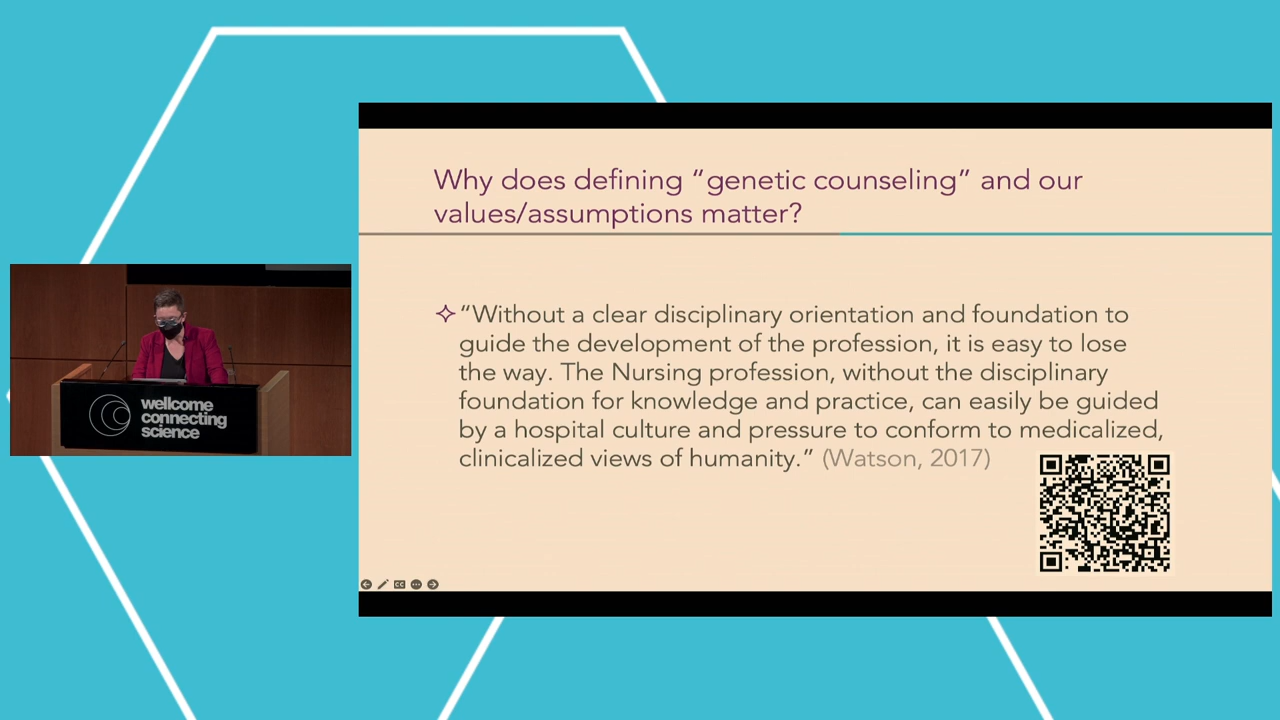 Why does defining “genetic counseling” and our
values/assumptions matter?
“Without a clear disciplinary orientation and foundation to
guide the development of the profession, it is easy to lose
the way. The Nursing profession, without the disciplinary
foundation for knowledge and practice, can easily be guided
by a hospital culture and pressure to conform to medicalized,
clinicalized views of humanity.” (Watson, 2017)
wellcome
connecting
science
CC